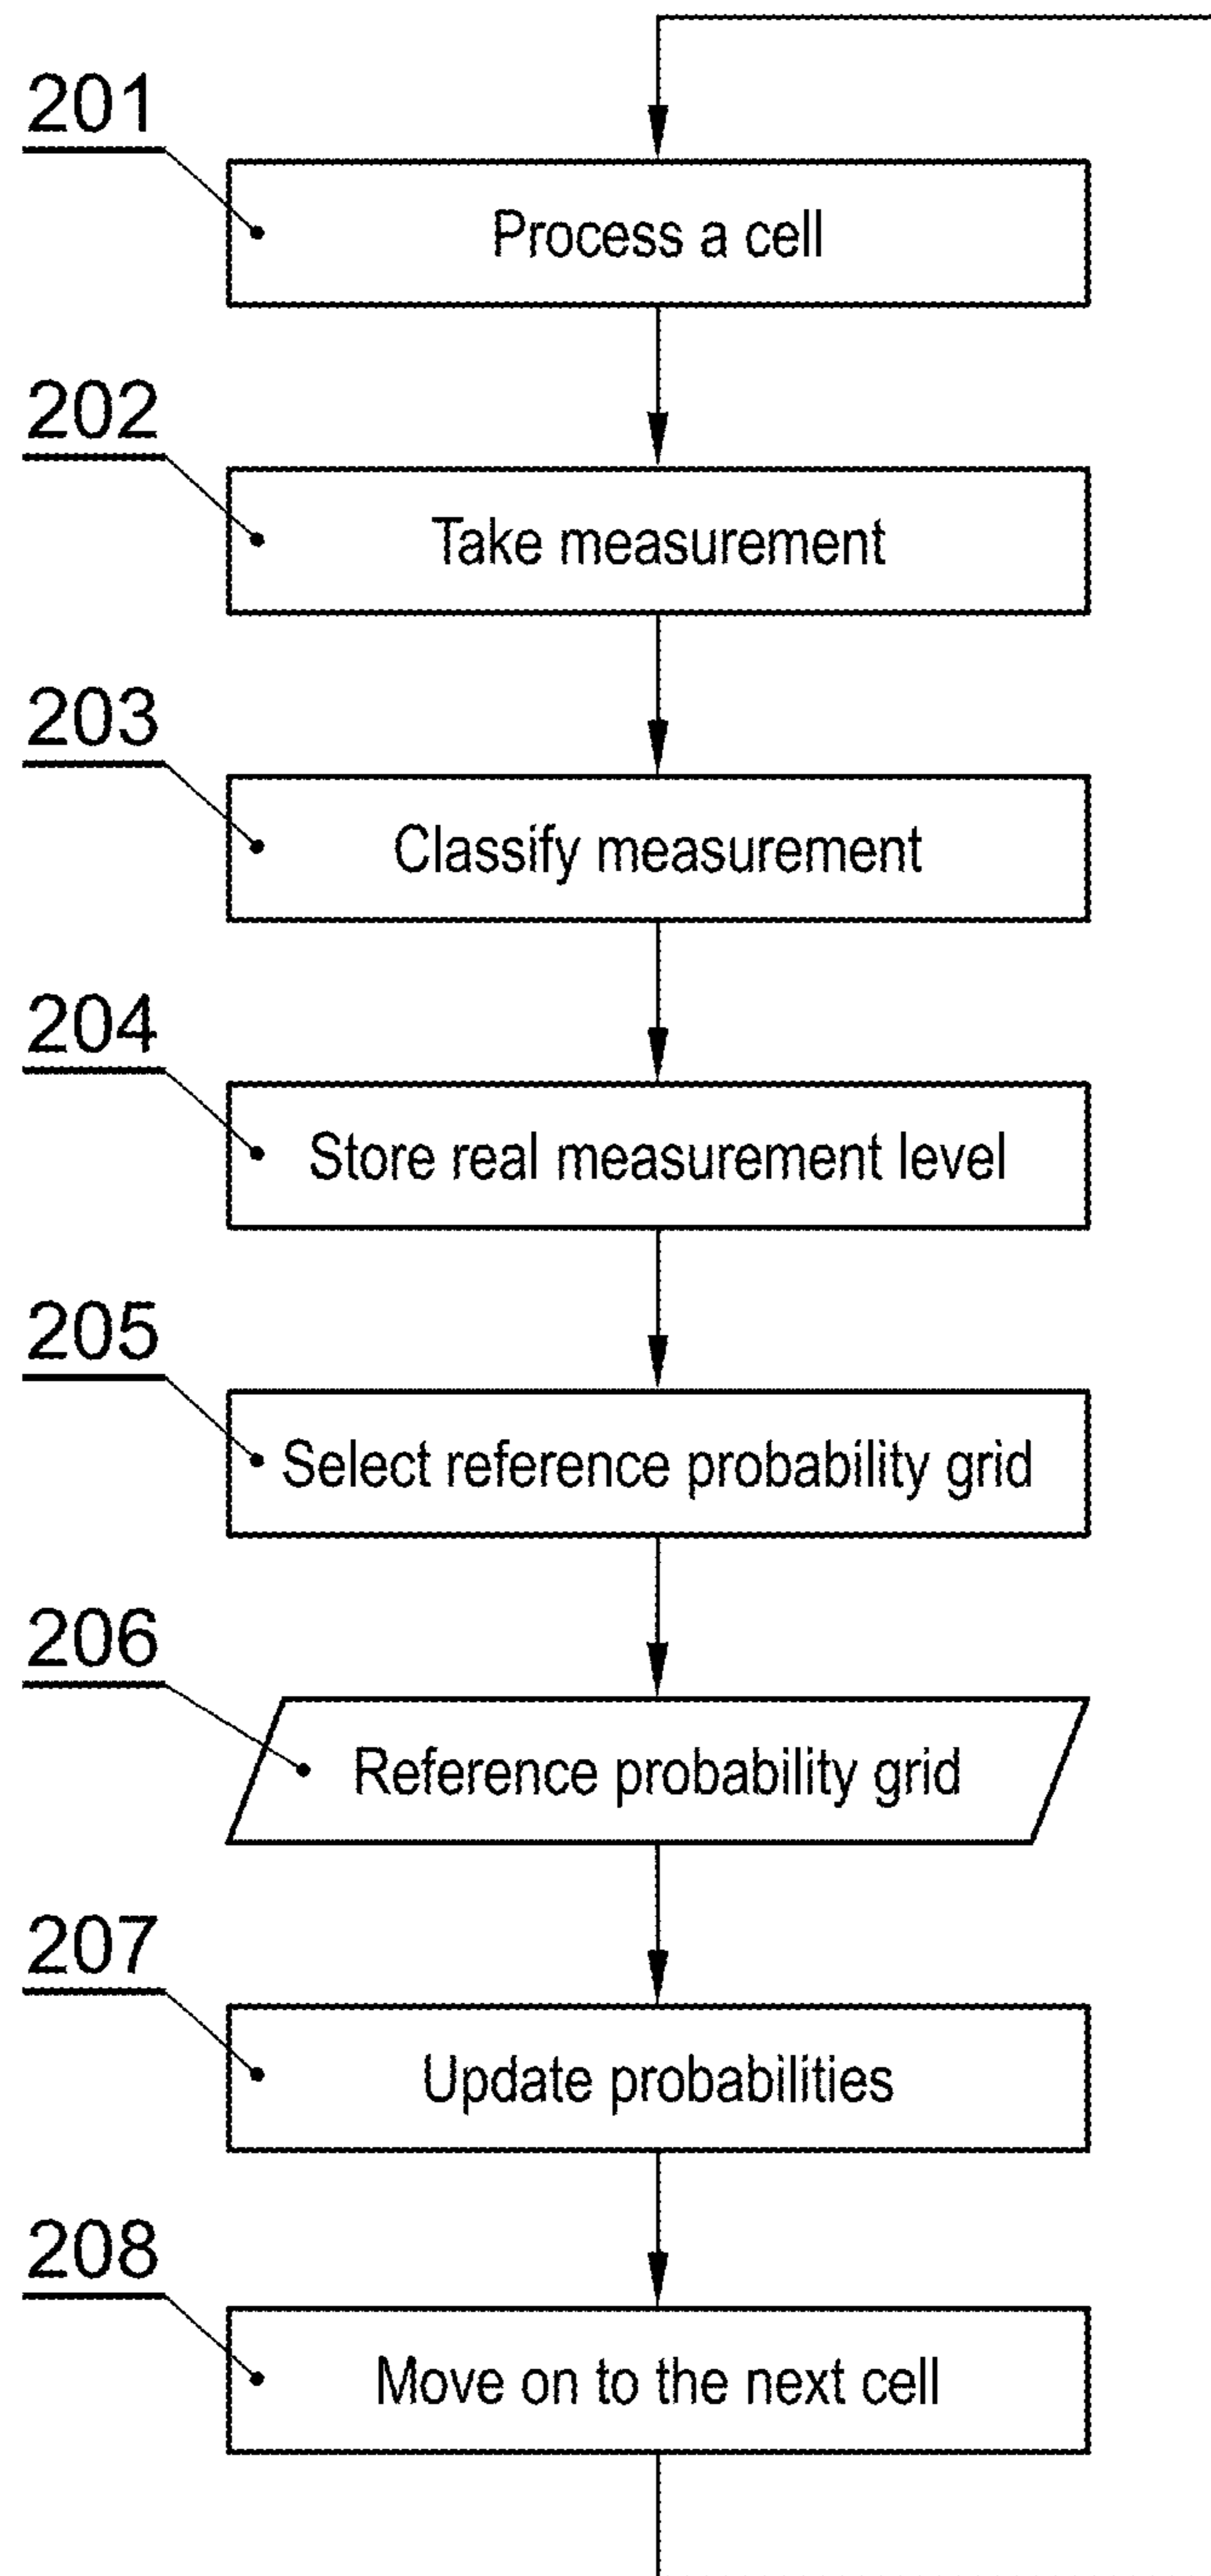 201
Process a cell
202
Take measurement
203
Classify measurement
204
Store real measurement level
205
Select reference probability grid
206
Reference probability grid
207
Update probabilities
208
Move on to the next cell